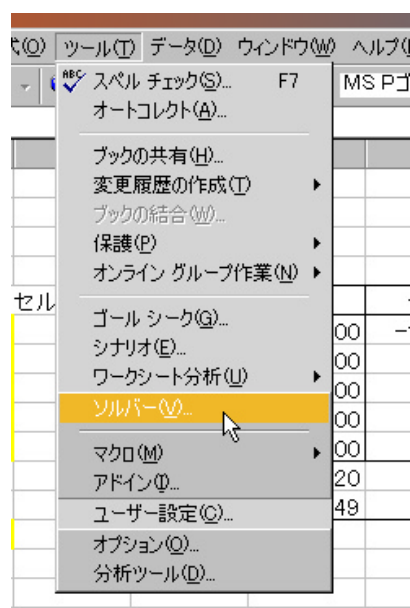 式(O) ツール(T) データ(D) ウィンドウ(W) ヘルプ(
ABC スペル チェック(S)... F7 MS Pゴ
オートコレクト(A)...
ブックの共有(H)...
変更履歴の作成(T)
ブックの結合(W)...
保護(P)
オンライン グループ作業(N)
セル
ゴール シーク(G)...
00
シナリオ(E)...
00
ワークシート分析(U)
00
ソルバー(V)...
00
マクロ(M)
00
アドイン(I)...
20
ユーザー設定(C)...
49
オプション(O)...
分析ツール(D)...